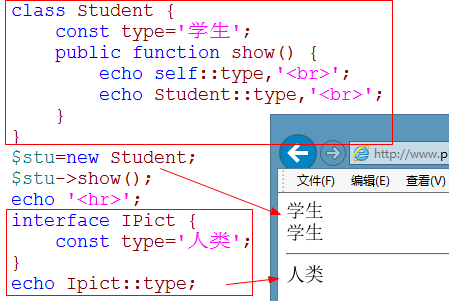 class Student {
    const type='学生';
    public function show() {
        echo self::type,'<br>';
        echo Student::type,'<br>';
    }
}
$stu=new Student;
$stu->show();
echo '<hr>';
interface IPict {
    const type='人类';
}
echo Ipict::type;
http://www.p
文件(F) 编辑(E) 查看(V)
学生
学生
人类